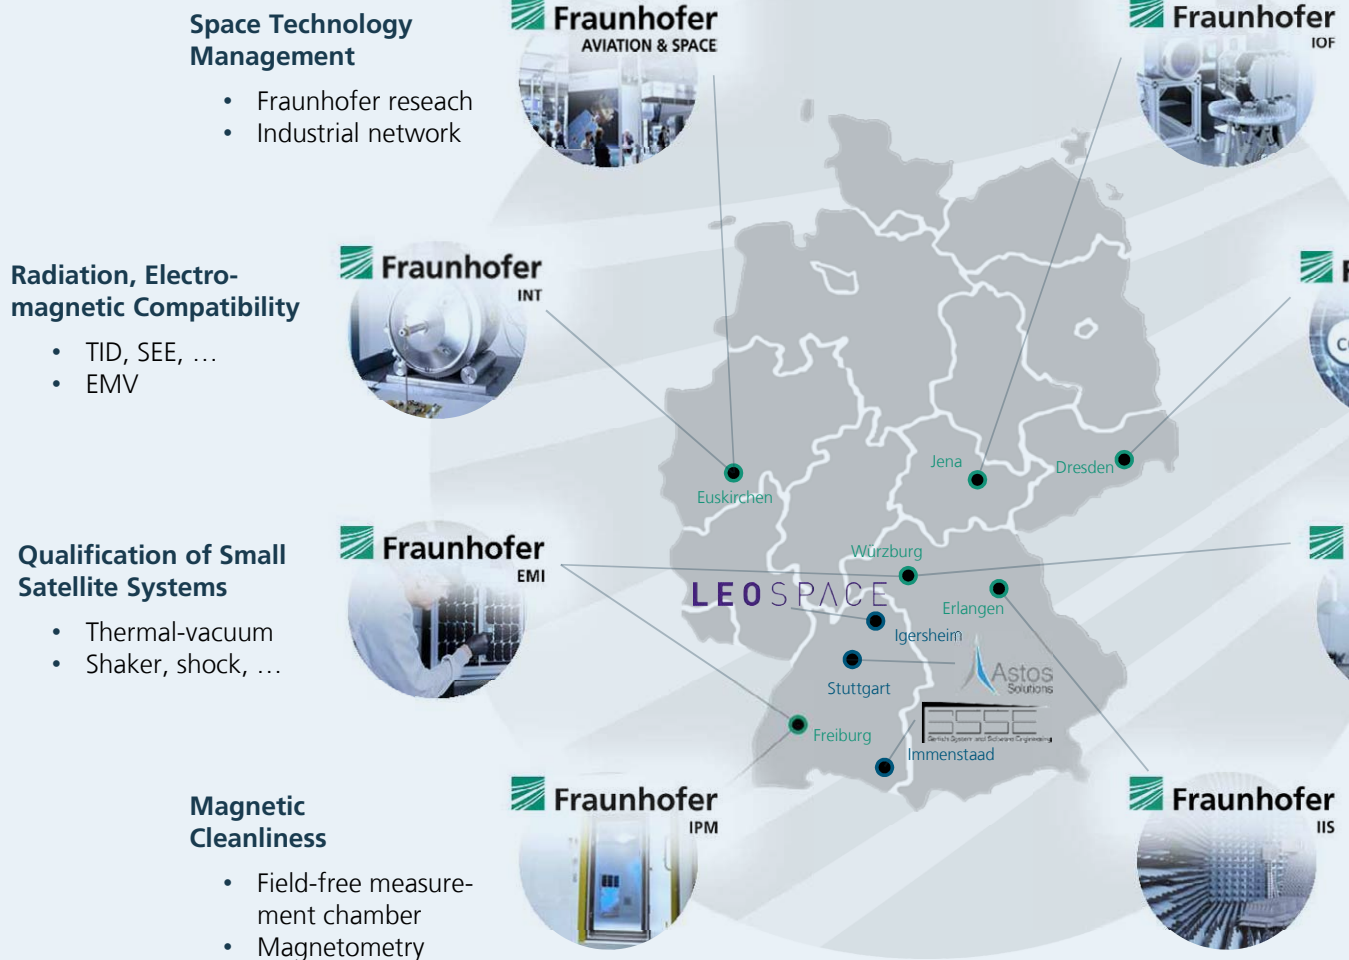 Space Technology
Management
• Fraunhofer reseach
• Industrial network
Fraunhofer
AVIATION & SPACE
Fraunhofer
IOF
Radiation, Electro-
magnetic Compatibility
• TID, SEE, …
• EMV
Fraunhofer
INT
F
Jena
Dresden
Euskirchen
Qualification of Small
Satellite Systems
• Thermal-vacuum
• Shaker, shock, …
Fraunhofer
EMI
Würzburg
LEOSPACE
Erlangen
Igersheim
Astos
Solutions
Stuttgart
Freiburg
Immenstaad
Magnetic
Cleanliness
• Field-free measure-
ment chamber
• Magnetometry
Fraunhofer
IPM
Fraunhofer
IIS